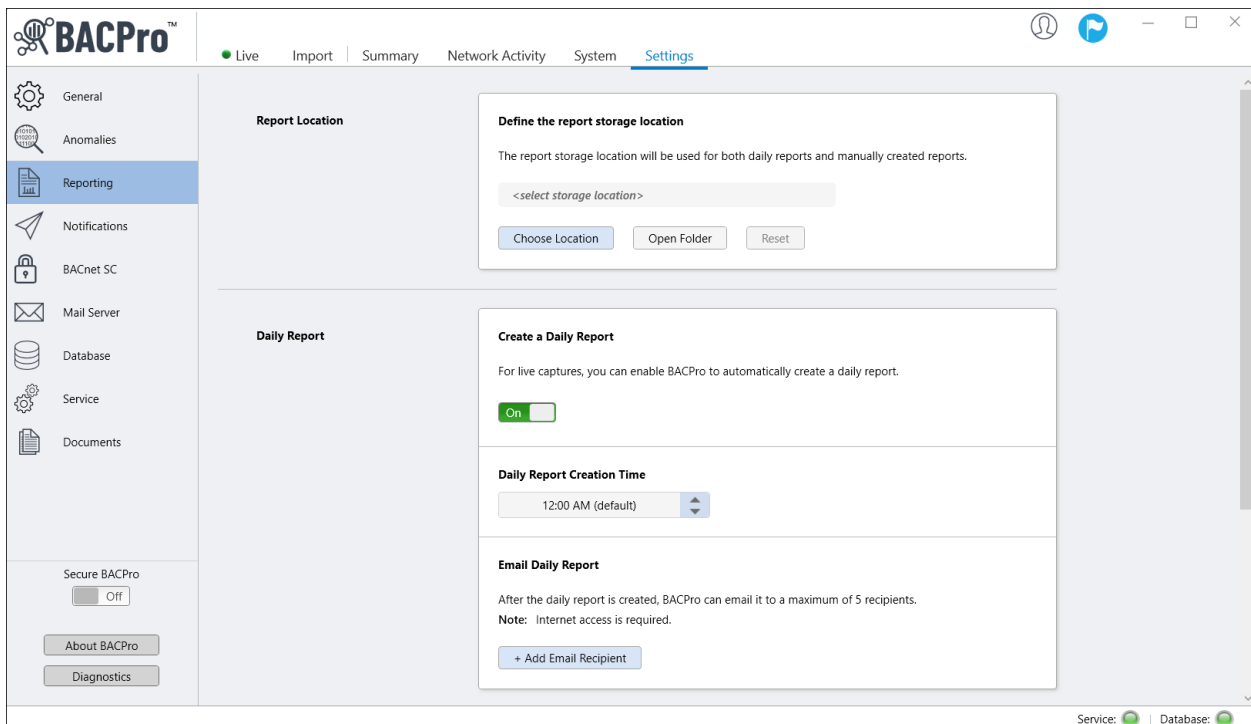 BACPro™
Live
Import
Summary
Network Activity
System
Settings
General
Anomalies
Reporting
Notifications
BACnet SC
Mail Server
Database
Service
Documents
Secure BACPro
Off
About BACPro
Diagnostics
Report Location
Define the report storage location
The report storage location will be used for both daily reports and manually created reports.
<select storage location>
Choose Location
Open Folder
Reset
Daily Report
Create a Daily Report
For live captures, you can enable BACPro to automatically create a daily report.
On
Daily Report Creation Time
12:00 AM (default)
Email Daily Report
After the daily report is created, BACPro can email it to a maximum of 5 recipients.
Note: Internet access is required.
+ Add Email Recipient
Service:
Database: